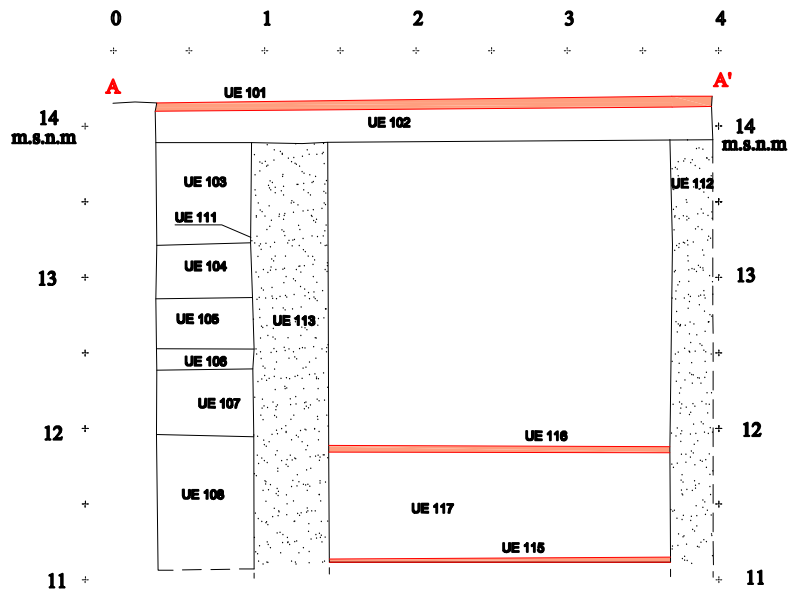 0 1 2 3 4
A A'
UE 101
14 UE 102 14
m.s.n.m m.s.n.m
UE 103 UE 112
UE 111
UE 104
13 13
UE 105 UE 113
UE 106
UE 107
12 UE 116 12
UE 108
UE 117
UE 115
11 11